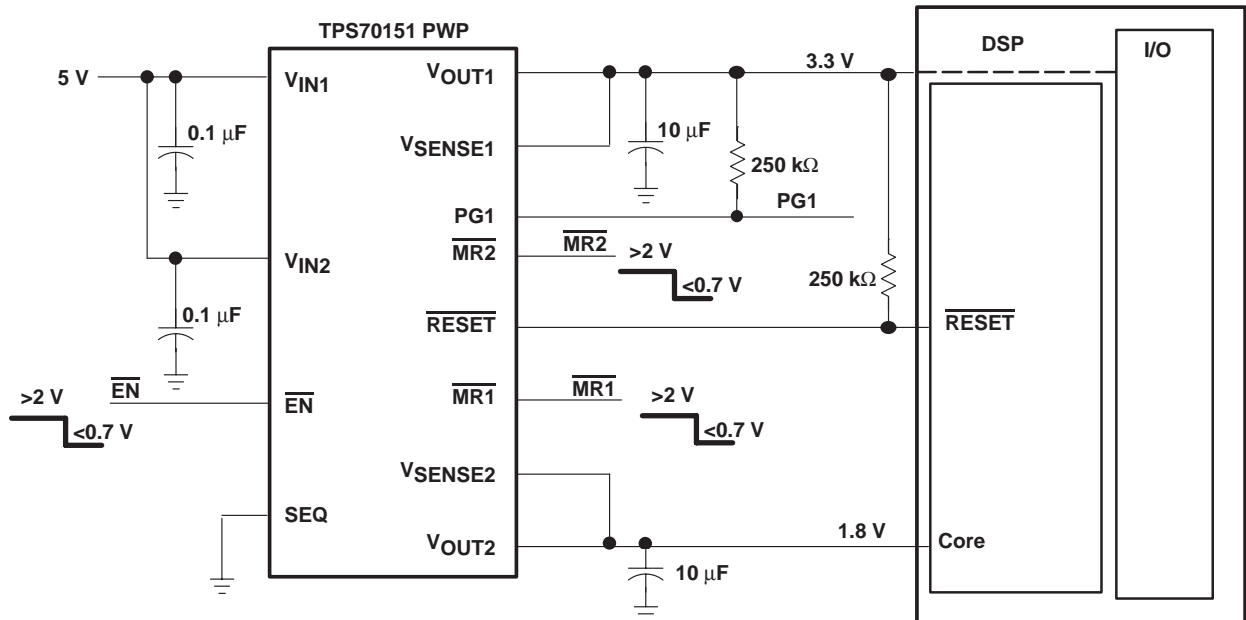 TPS70151 PWP
DSP
I/O
5 V
VIN1
VOUT1
3.3 V
0.1 μF
10 μF
VSENSE1
250 kΩ
PG1
PG1
MR2
MR2
>2 V
<0.7 V
VIN2
250 kΩ
0.1 μF
RESET
RESET
EN
EN
>2 V
<0.7 V
MR1
MR1
>2 V
<0.7 V
VSENSE2
SEQ
VOUT2
1.8 V
Core
10 μF